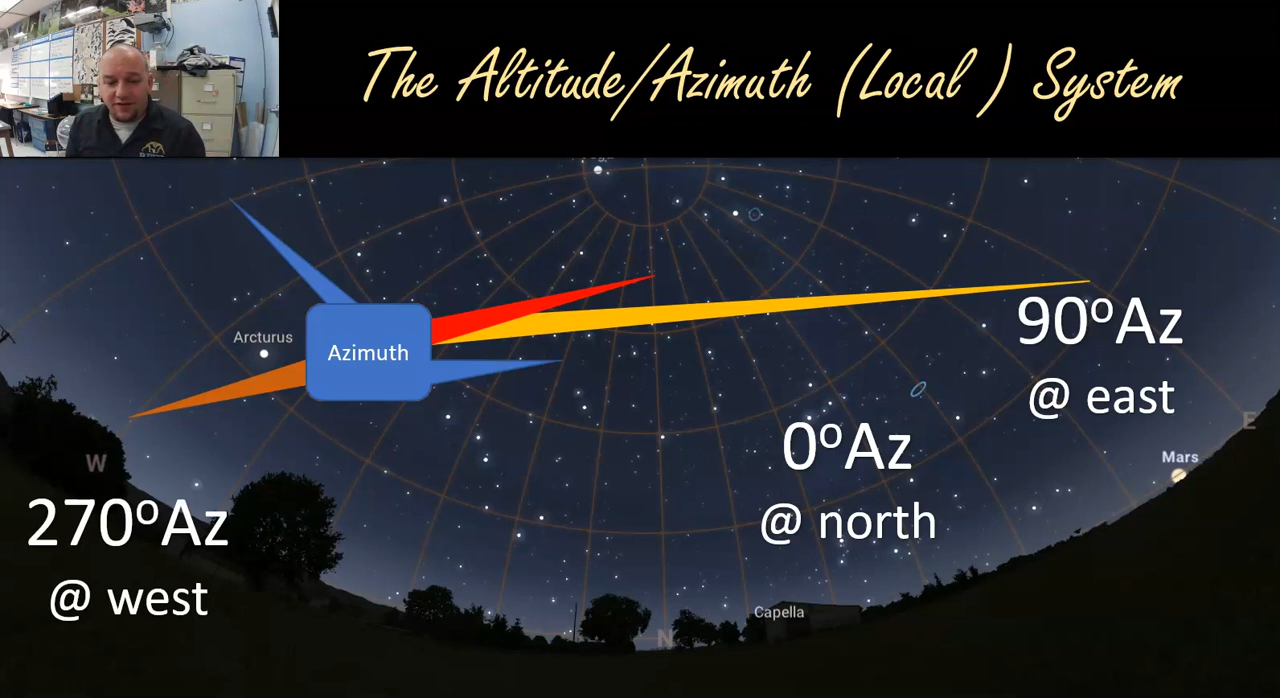 The Altitude/Azimuth (Local ) System
Azimuth
Arcturus
90ᵒAz
@ east
0ᵒAz
@ north
E
Mars
W
270ᵒAz
@ west
Capella
N